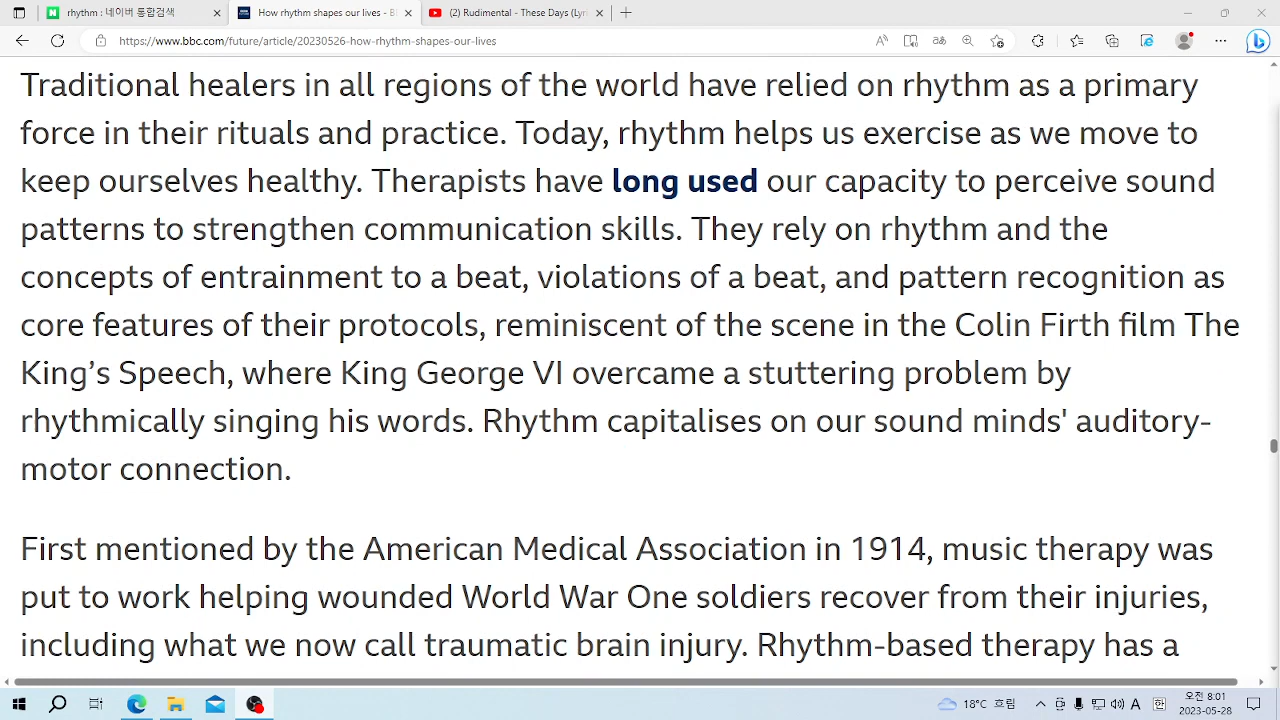 rhythm : 네이버 통합검색
How rhythm shapes our lives - B
(2) Rudimental - These Days (Lyr
https://www.bbc.com/future/article/20230526-how-rhythm-shapes-our-lives
Traditional healers in all regions of the world have relied on rhythm as a primary
force in their rituals and practice. Today, rhythm helps us exercise as we move to
keep ourselves healthy. Therapists have long used our capacity to perceive sound
patterns to strengthen communication skills. They rely on rhythm and the
concepts of entrainment to a beat, violations of a beat, and pattern recognition as
core features of their protocols, reminiscent of the scene in the Colin Firth film The
King’s Speech, where King George VI overcame a stuttering problem by
rhythmically singing his words. Rhythm capitalises on our sound minds' auditory-
motor connection.
First mentioned by the American Medical Association in 1914, music therapy was
put to work helping wounded World War One soldiers recover from their injuries,
including what we now call traumatic brain injury. Rhythm-based therapy has a
18°C 흐림
A
오전 8:01
2023-05-28